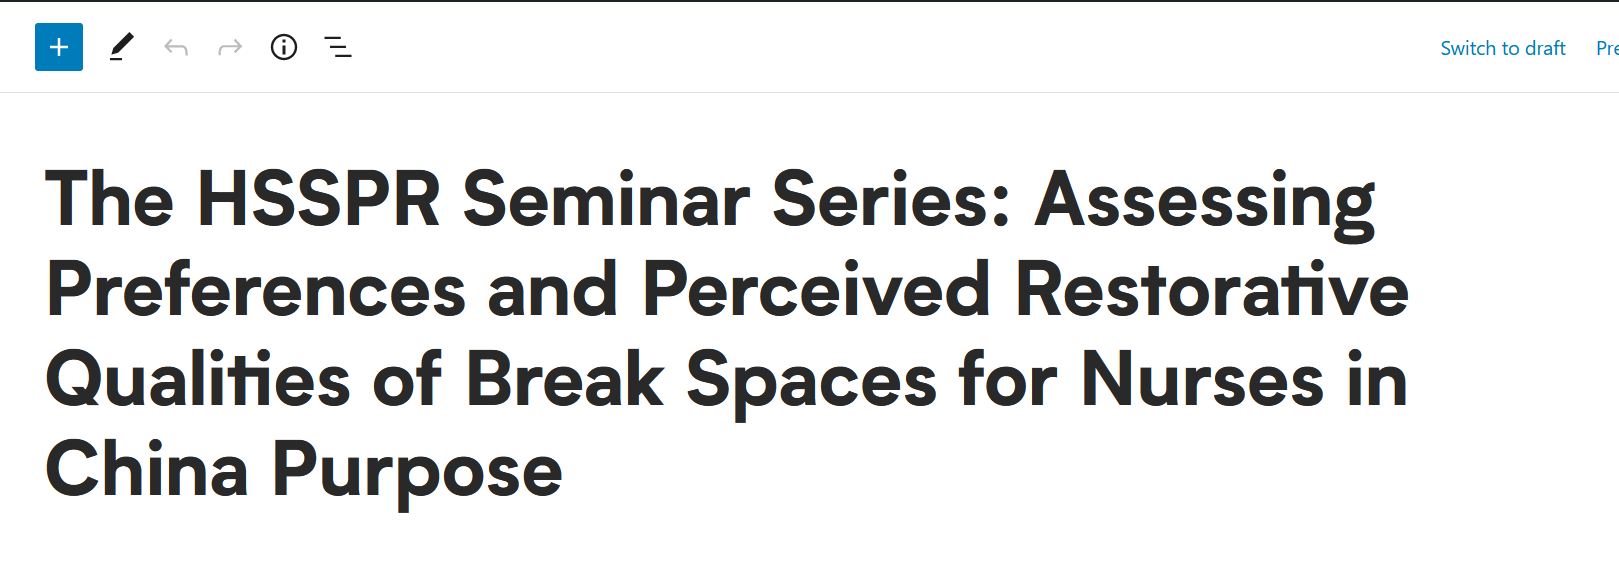 Switch to draft
The HSSPR Seminar Series: Assessing
Preferences and Perceived Restorative
Qualities of Break Spaces for Nurses in
China Purpose